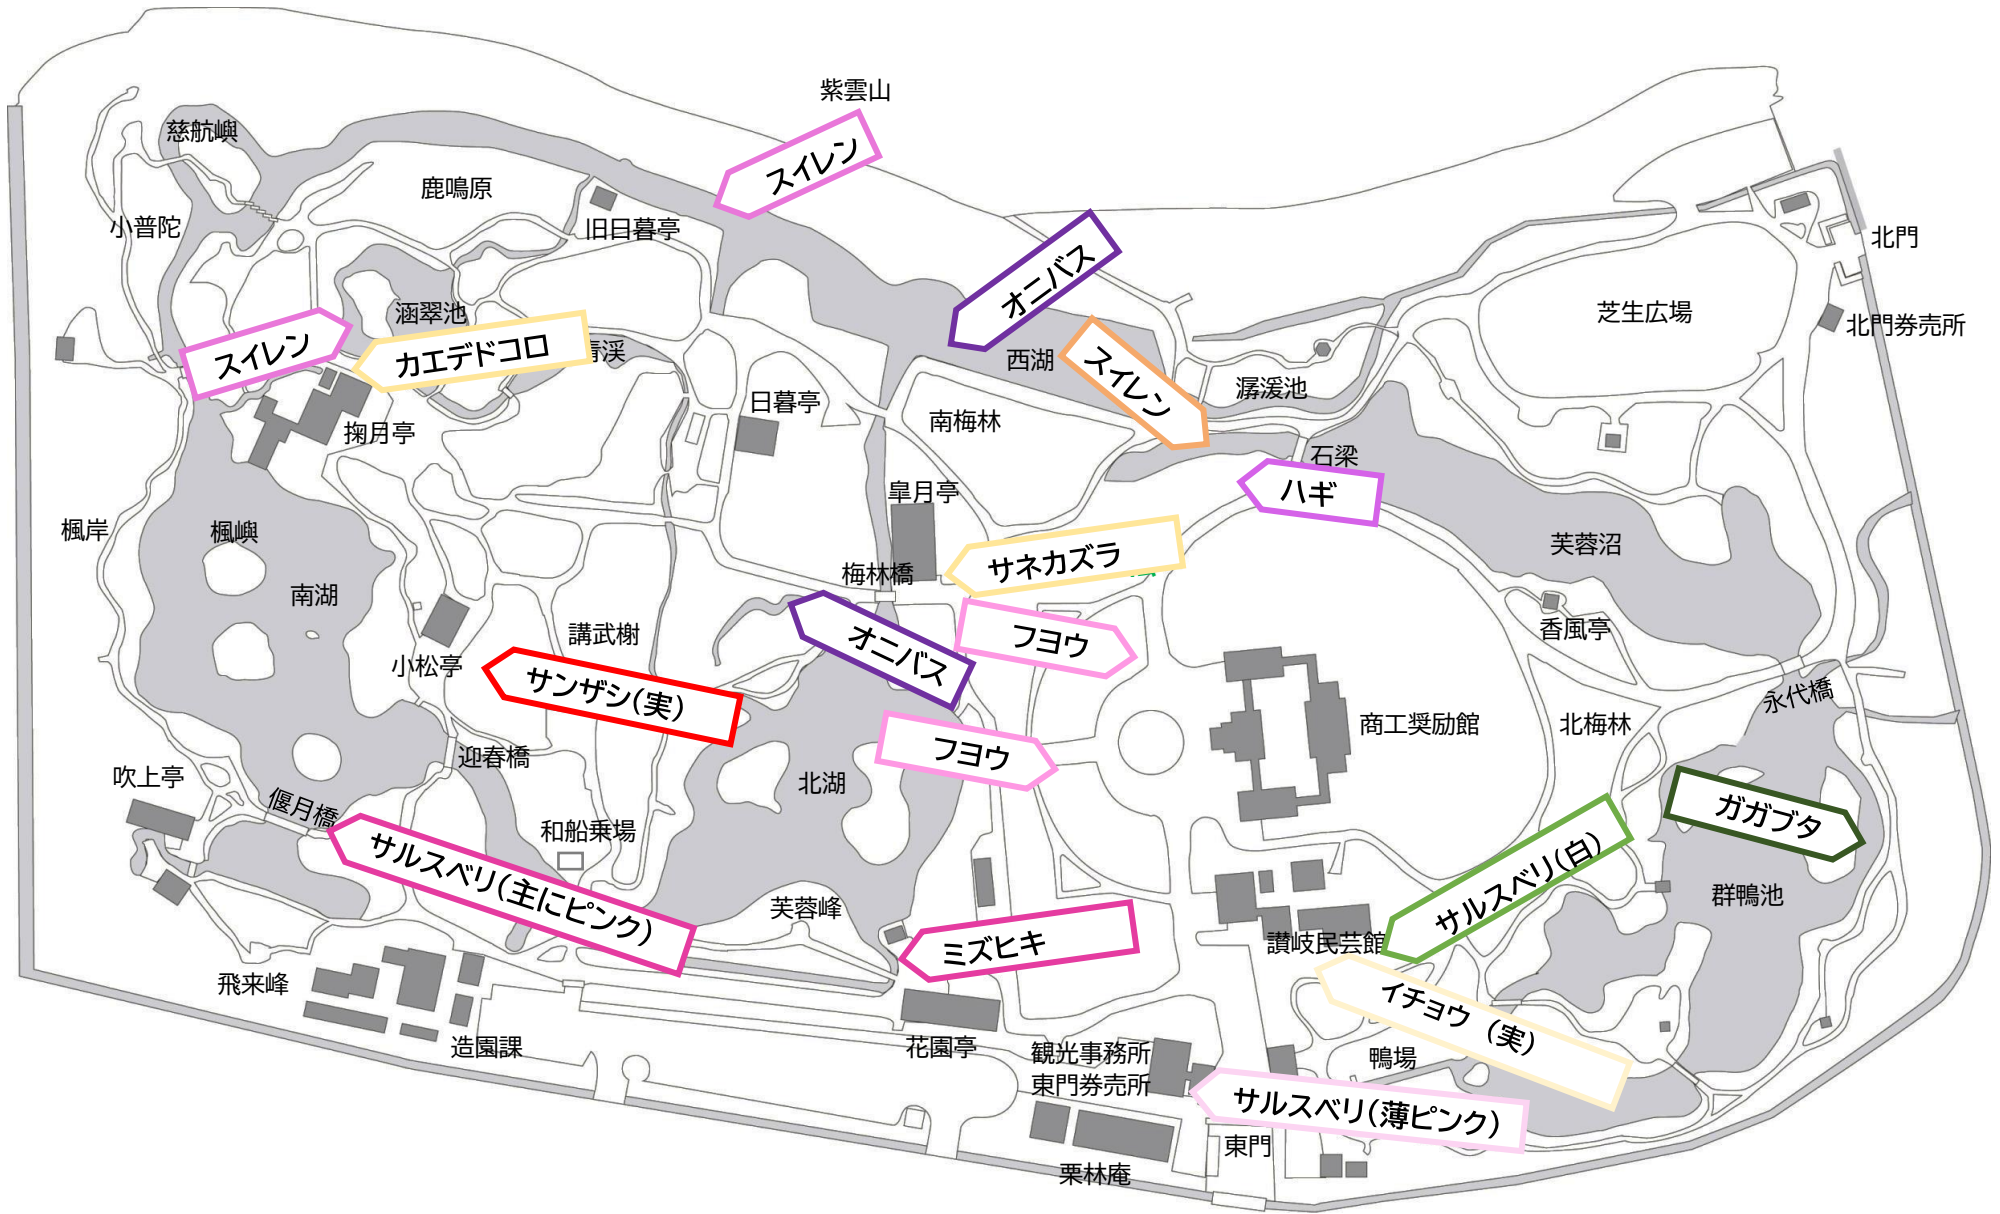 紫雲山
慈航嶼
スイレン
鹿鳴原
小普陀
旧日暮亭
北門
オニバス
涵翠池
芝生広場
北門券売所
スイレン
カエデドコロ
青渓
西湖
スイレン
潺湲池
日暮亭
南梅林
掬月亭
石梁
皐月亭
ハギ
楓岸
楓嶼
芙蓉沼
サネカズラ
梅林橋
南湖
香風亭
講武榭
フヨウ
小松亭
オニバス
サンザシ(実)
永代橋
北梅林
商工奨励館
迎春橋
フヨウ
吹上亭
北湖
偃月橋
ガガブタ
和船乗場
サルスベリ(主にピンク)
サルスベリ(白)
群鴨池
芙蓉峰
ミズヒキ
讃岐民芸館
飛来峰
イチョウ(実)
造園課
花園亭
観光事務所
東門券売所
鴨場
サルスベリ(薄ピンク)
東門
栗林庵